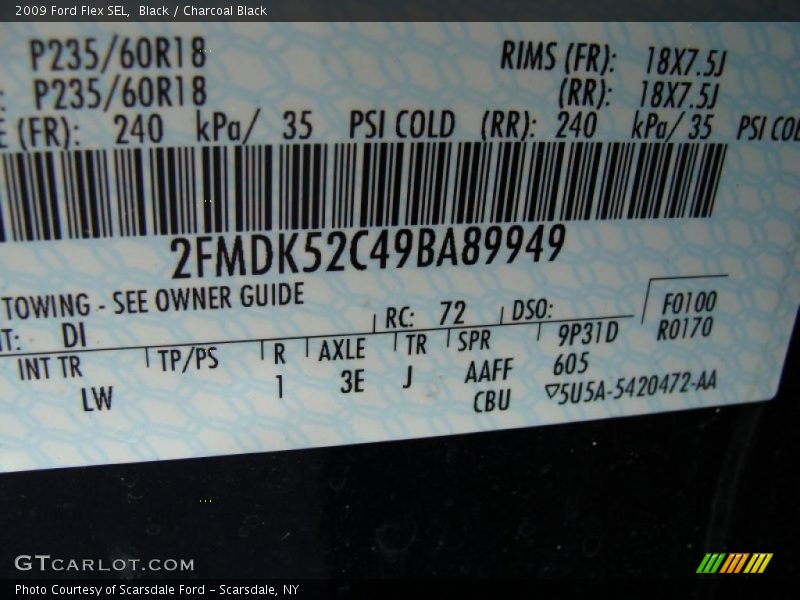 2009 Ford Flex SEL,  Black / Charcoal Black
P235/60R18 RIMS (FR): 18X7.5J
: P235/60R18 (RR): 18X7.5J
E (FR): 240 kPa/ 35 PSI COLD (RR): 240 kPa/ 35 PSI COL
2FMDK52C49BA89949
TOWING - SEE OWNER GUIDE
T: DI RC: 72 DSO: F0100
INT TR TP/PS R AXLE TR SPR 9P31D R0170
LW 1 3E J AAFF 605
CBU ▽5U5A-5420472-AA
GTCARLOT.COM
Photo Courtesy of Scarsdale Ford – Scarsdale, NY